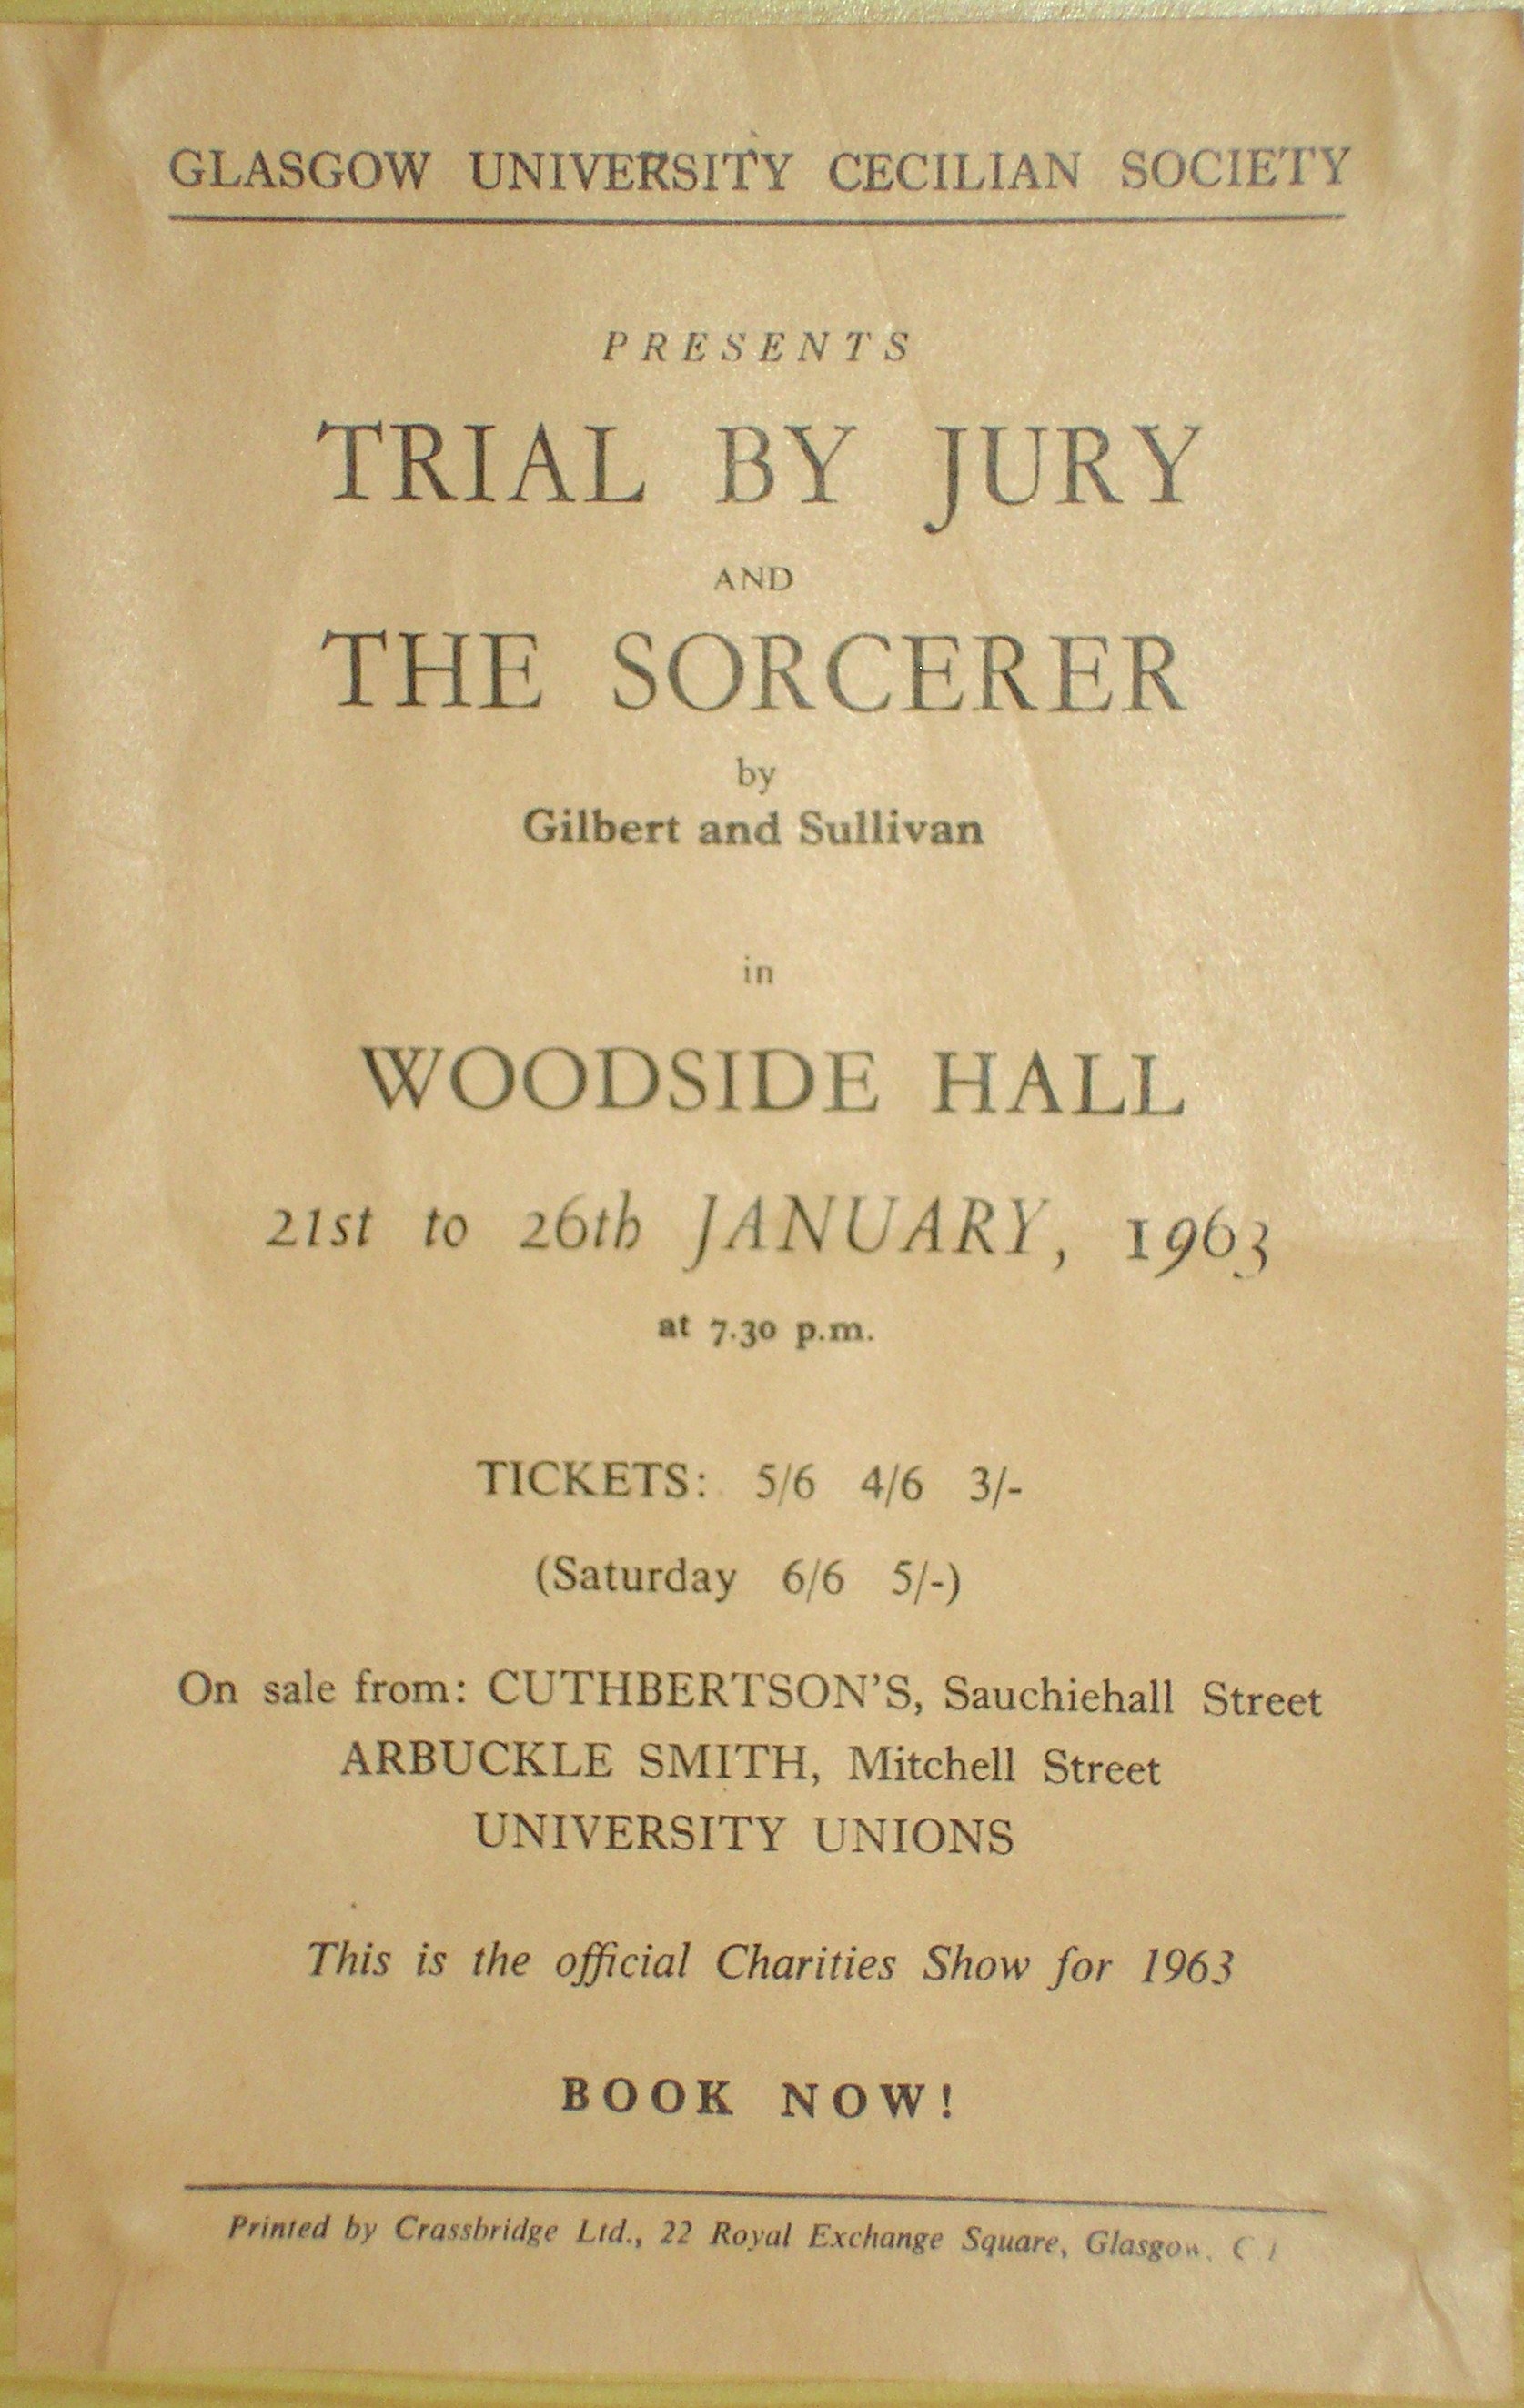 GLASGOW UNIVERSITY CECILIAN SOCIETY
PRESENTS
TRIAL BY JURY
AND
THE SORCERER
by
Gilbert and Sullivan
in
WOODSIDE HALL
21st to 26th JANUARY, 1963
at 7.30 p.m.
TICKETS: 5/6 4/6 3/-
(Saturday 6/6 5/-)
On sale from: CUTHBERTSON'S, Sauchiehall Street
ARBUCKLE SMITH, Mitchell Street
UNIVERSITY UNIONS
This is the official Charities Show for 1963
BOOK NOW!
Printed by Crassbridge Ltd., 22 Royal Exchange Square, Glasgow, C 1